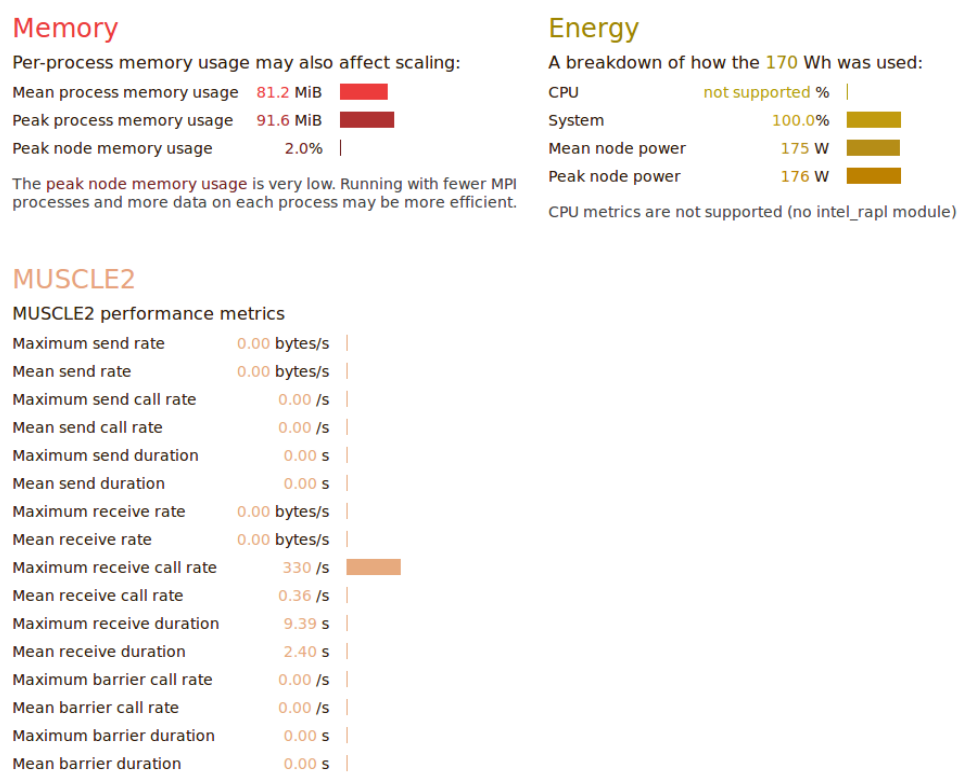 Memory
Per-process memory usage may also affect scaling:
Mean process memory usage 81.2 MiB
Peak process memory usage 91.6 MiB
Peak node memory usage 2.0%
The peak node memory usage is very low. Running with fewer MPI
processes and more data on each process may be more efficient.
Energy
A breakdown of how the 170 Wh was used:
CPU not supported %
System 100.0%
Mean node power 175 W
Peak node power 176 W
CPU metrics are not supported (no intel_rapl module)
MUSCLE2
MUSCLE2 performance metrics
Maximum send rate 0.00 bytes/s
Mean send rate 0.00 bytes/s
Maximum send call rate 0.00 /s
Mean send call rate 0.00 /s
Maximum send duration 0.00 s
Mean send duration 0.00 s
Maximum receive rate 0.00 bytes/s
Mean receive rate 0.00 bytes/s
Maximum receive call rate 330 /s
Mean receive call rate 0.36 /s
Maximum receive duration 9.39 s
Mean receive duration 2.40 s
Maximum barrier call rate 0.00 /s
Mean barrier call rate 0.00 /s
Maximum barrier duration 0.00 s
Mean barrier duration 0.00 s